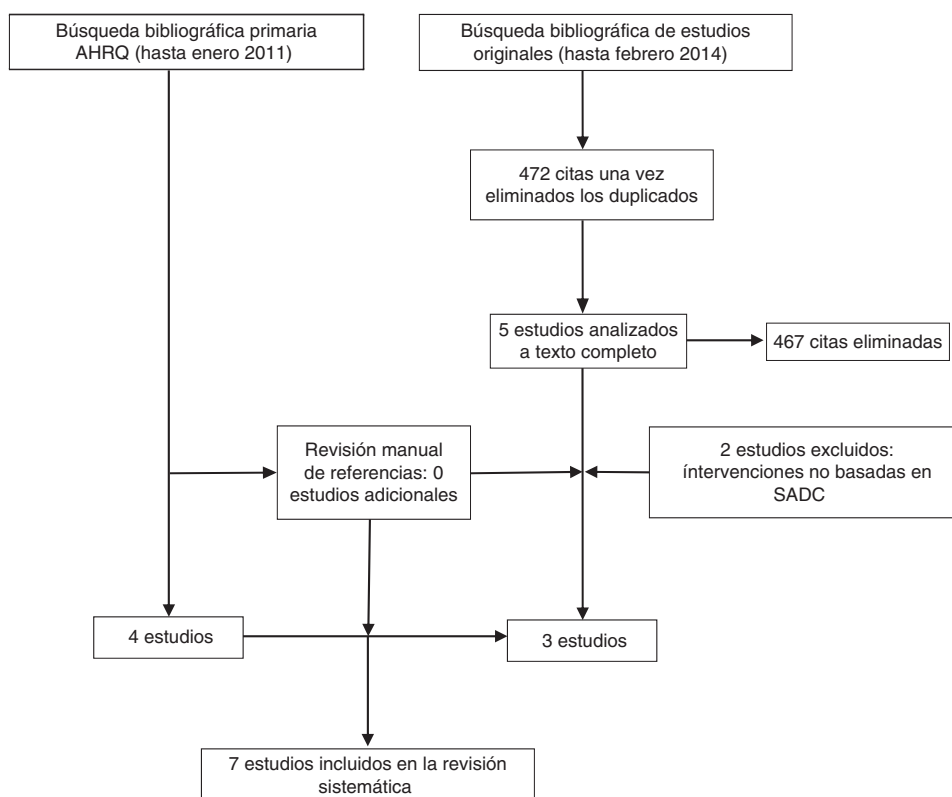 Búsqueda bibliográfica primaria
AHRQ (hasta enero 2011)
Búsqueda bibliográfica de estudios
originales (hasta febrero 2014)
472 citas una vez
eliminados los duplicados
5 estudios analizados
a texto completo
467 citas eliminadas
Revisión manual
de referencias: 0
estudios adicionales
2 estudios excluidos:
íntervenciones no basadas en
SADC
4 estudios
3 estudios
7 estudios incluidos en la revisión
sistemática